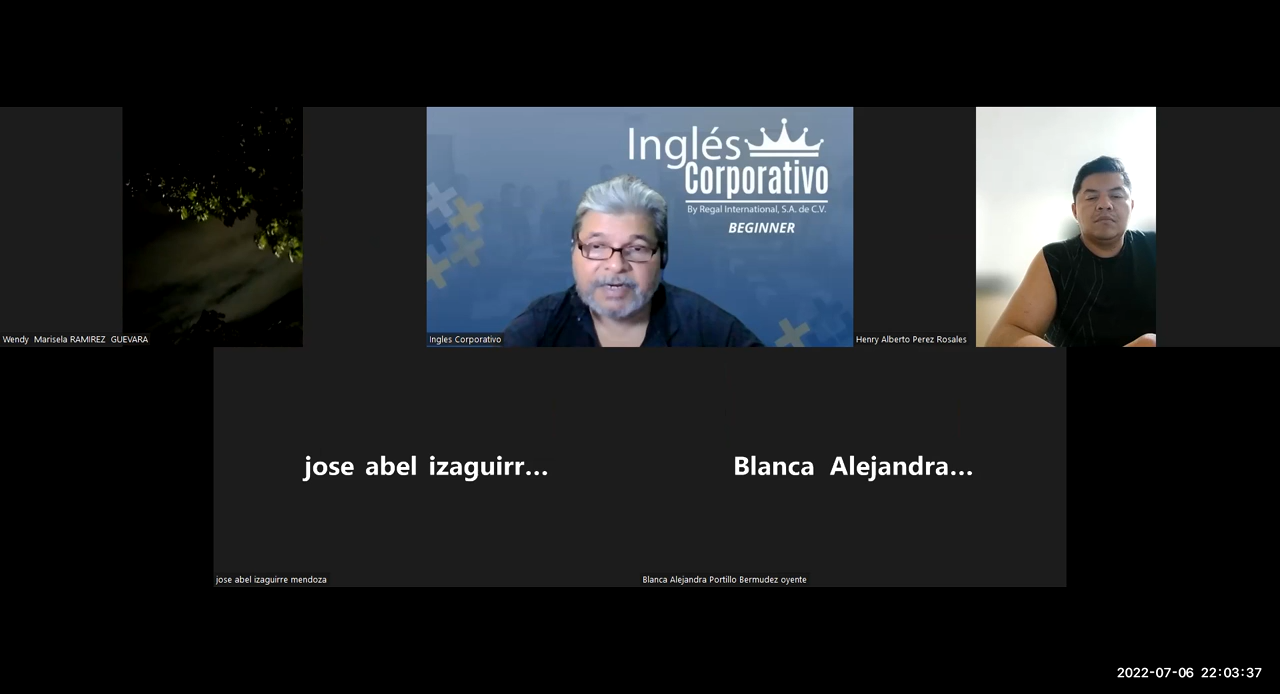 Inglés
Corporativo
By Regal International, S.A. de C.V.
BEGINNER
Wendy Marisela RAMIREZ GUEVARA
Ingles Corporativo
Henry Alberto Perez Rosales
jose abel izaguirr...
Blanca Alejandra...
jose abel izaguirre mendoza
Blanca Alejandra Portillo Bermudez oyente
2022-07-06 22:03:37